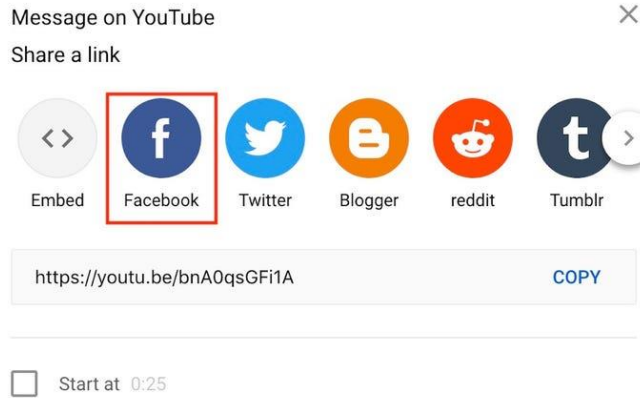 Message on YouTube
Share a link
Embed Facebook Twitter Blogger reddit Tumblr
https://youtu.be/bnA0qsGFi1A COPY
Start at 0:25